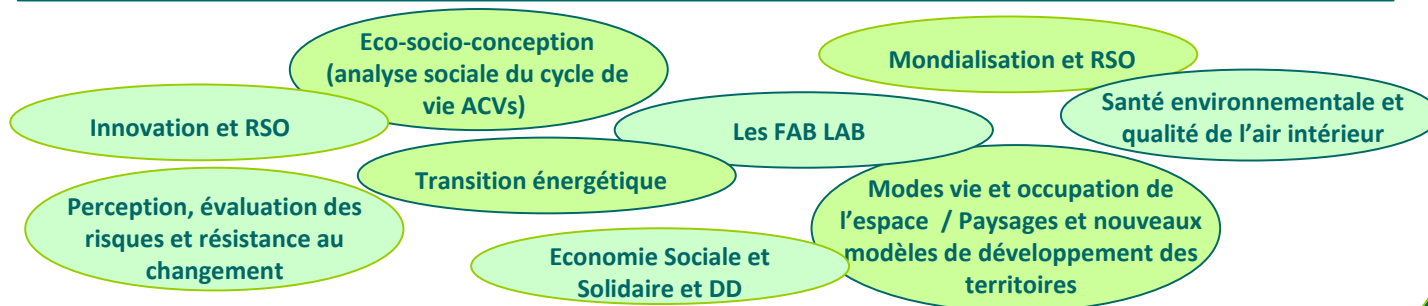 Eco-socio-conception
(analyse sociale du cycle de
vie ACVs)
Mondialisation et RSO
Innovation et RSO
Les FAB LAB
Santé environnementale et
qualité de l’air intérieur
Transition énergétique
Perception, évaluation des
risques et résistance au
changement
Modes vie et occupation de
l’espace / Paysages et nouveaux
modèles de développement des
territoires
Economie Sociale et
Solidaire et DD